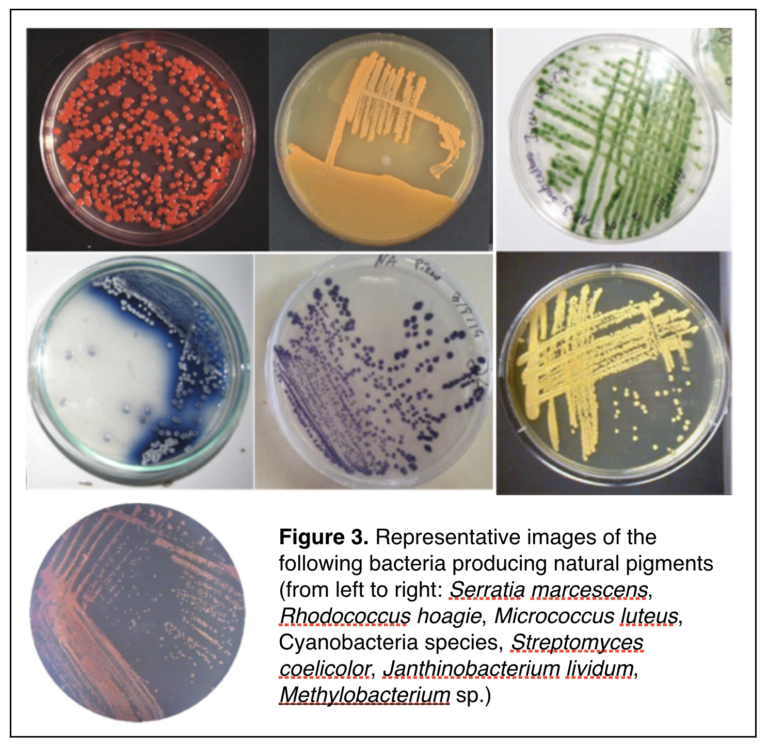 NA
Figure 3. Representative images of the
following bacteria producing natural pigments
(from left to right: Serratia marcescens,
Rhodococcus hoagie, Micrococcus luteus,
Cyanobacteria species, Streptomyces
coelicolor, Janthinobacterium lividum,
Methylobacterium sp.)